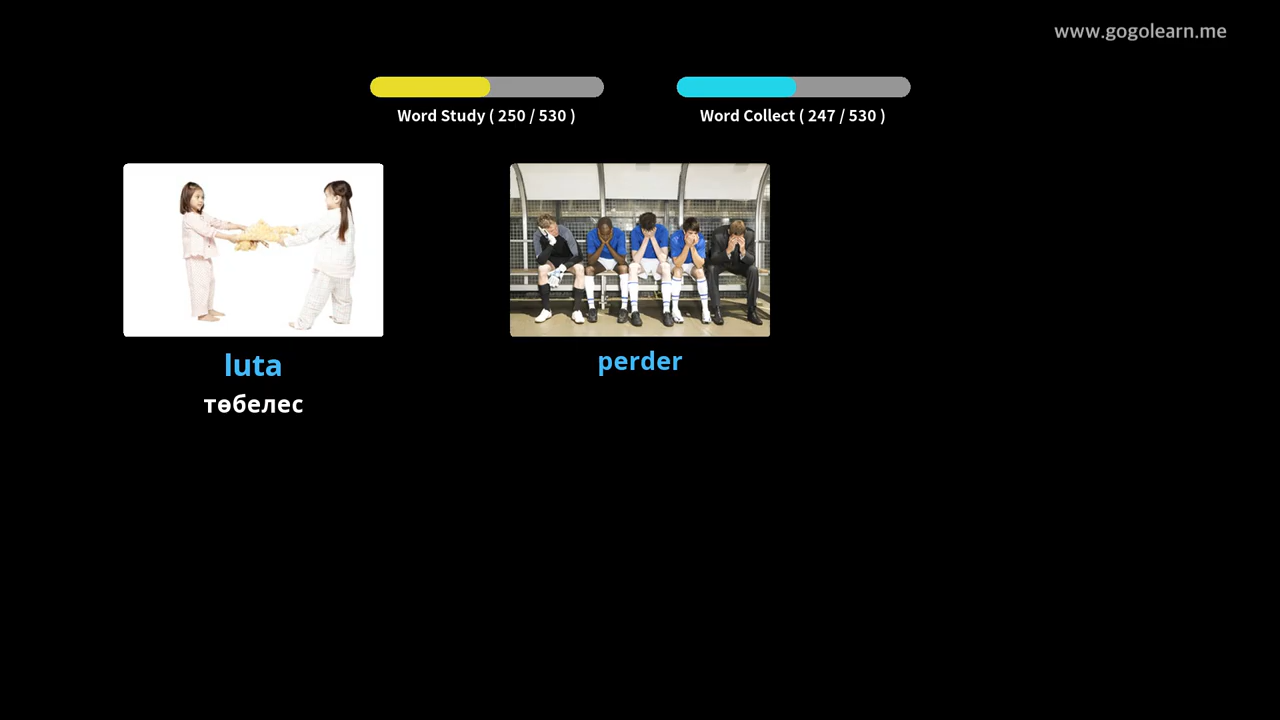 www.gogolearn.me
Word Study ( 250 / 530 )
Word Collect ( 247 / 530 )
luta
төбелес
perder